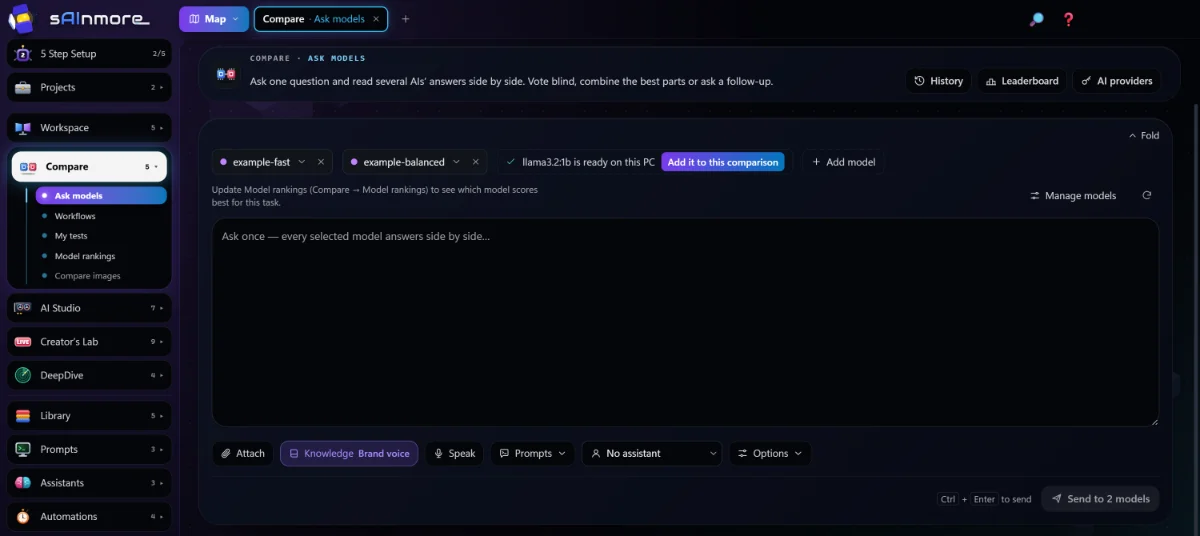 sAInmore
Map
Compare · Ask models ×
+
?
5 Step Setup 2/5
Projects 2
Workspace 5
Compare 5
Ask models
Workflows
My tests
Model rankings
Compare images
AI Studio 7
LIVE Creator's Lab 9
DeepDive 4
Library 5
Prompts 3
Assistants 3
Automations 4
COMPARE · ASK MODELS
Ask one question and read several AIs' answers side by side. Vote blind, combine the best parts or ask a follow-up.
History
Leaderboard
AI providers
Fold
example-fast ×
example-balanced ×
llama3.2:1b is ready on this PC Add it to this comparison
+ Add model
Update Model rankings (Compare → Model rankings) to see which model scores
best for this task.
Manage models
Ask once — every selected model answers side by side...
Attach
Knowledge Brand voice
Speak
Prompts
No assistant
Options
Ctrl + Enter to send
Send to 2 models